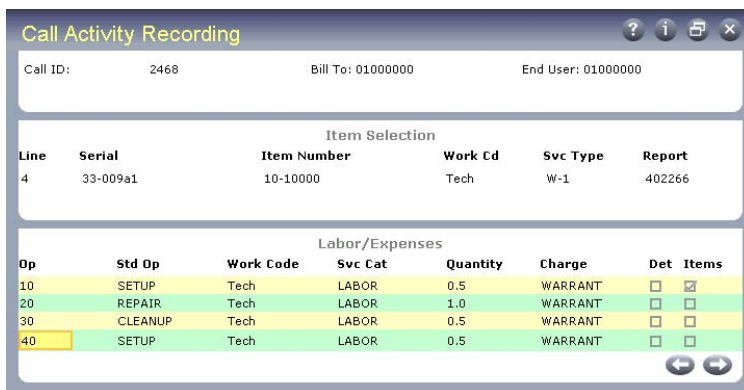 Call Activity Recording
Call ID: 2468 Bill To: 01000000 End User: 01000000
Item Selection
Line Serial Item Number Work Cd Svc Type Report
4 33-009a1 10-10000 Tech W-1 402266
Labor/Expenses
Op Std Op Work Code Svc Cat Quantity Charge Det Items
10 SETUP Tech LABOR 0.5 WARRANT
20 REPAIR Tech LABOR 1.0 WARRANT
30 CLEANUP Tech LABOR 0.5 WARRANT
40 SETUP Tech LABOR 0.5 WARRANT